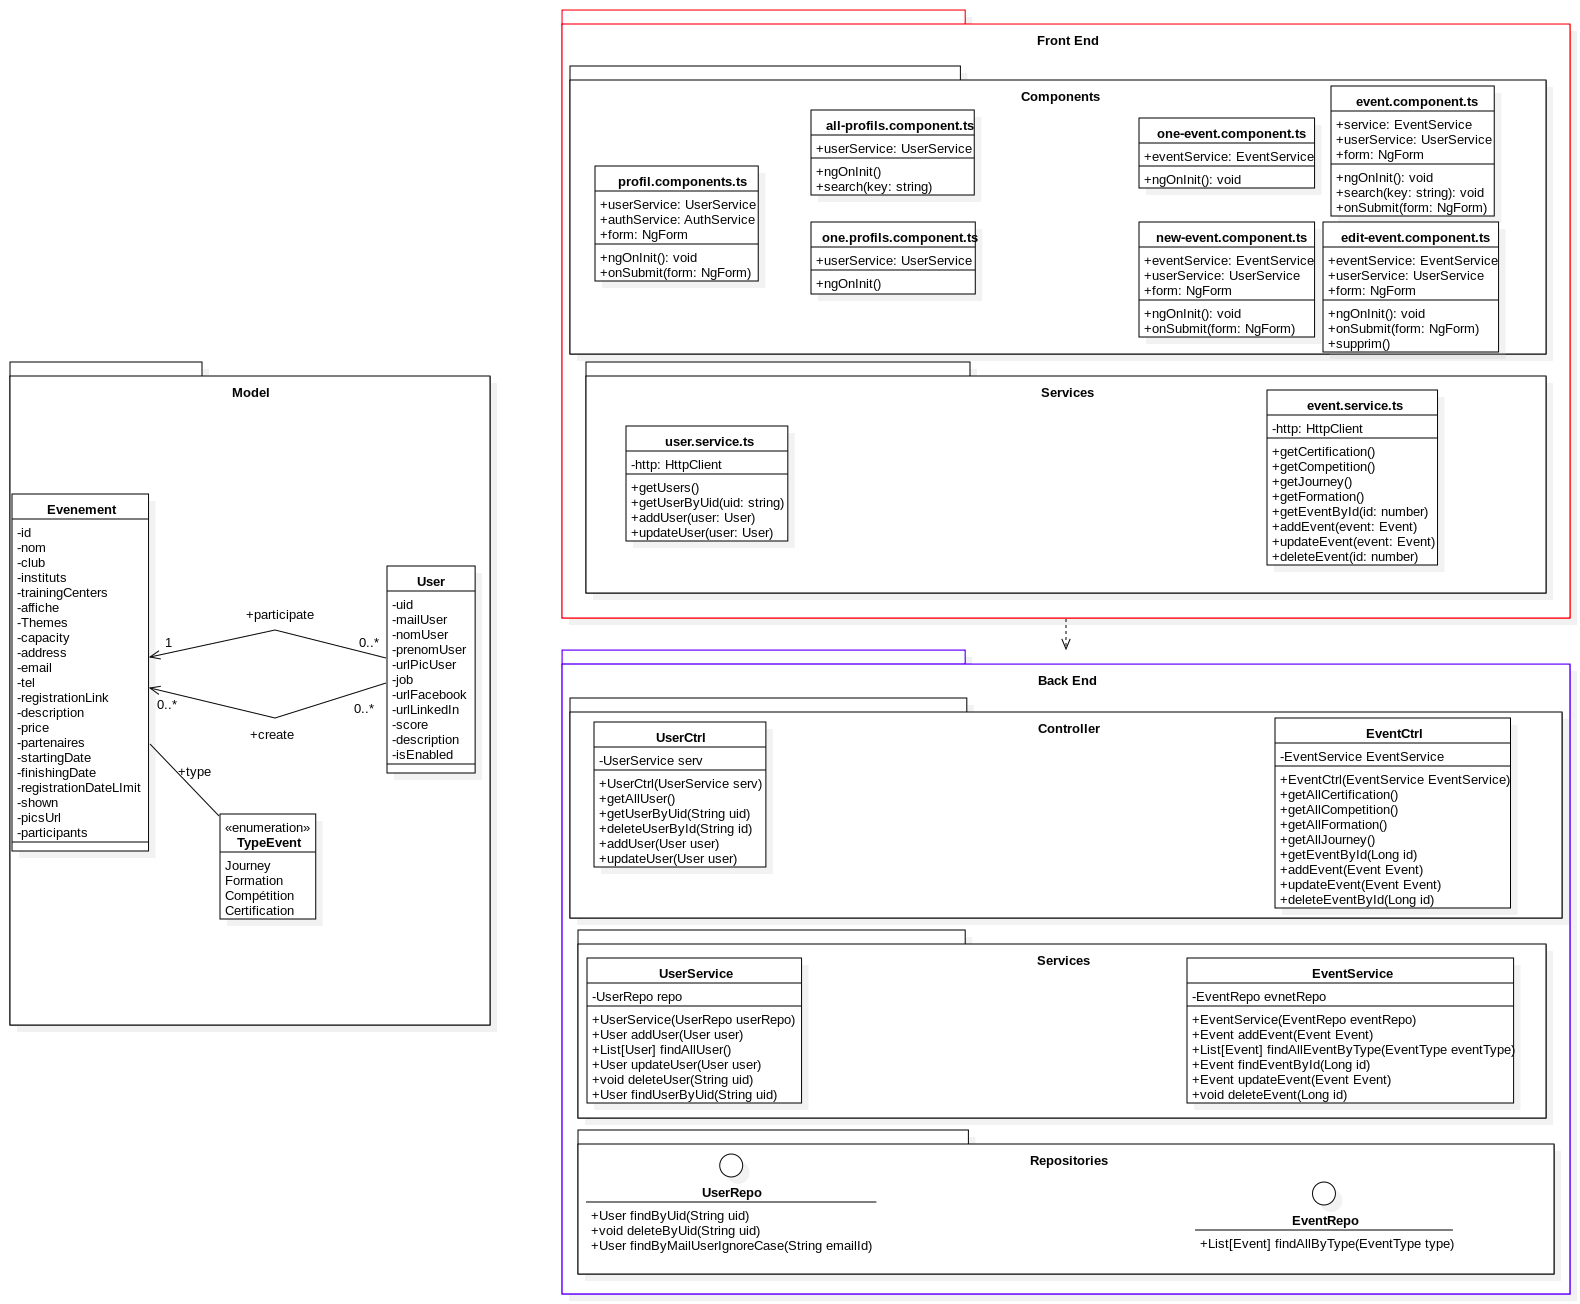 Front End
Components
profil.components.ts
+userService: UserService
+authService: AuthService
+form: NgForm
+ngOnInit(): void
+onSubmit(form: NgForm)
all-profils.component.ts
+userService: UserService
+ngOnInit()
+search(key: string)
one.profils.component.ts
+userService: UserService
+ngOnInit()
one-event.component.ts
+eventService: EventService
+ngOnInit(): void
event.component.ts
+service: EventService
+userService: UserService
+form: NgForm
+ngOnInit(): void
+search(key: string): void
+onSubmit(form: NgForm)
new-event.component.ts
+eventService: EventService
+userService: UserService
+form: NgForm
+ngOnInit(): void
+onSubmit(form: NgForm)
edit-event.component.ts
+eventService: EventService
+userService: UserService
+form: NgForm
+ngOnInit(): void
+onSubmit(form: NgForm)
+supprim()
Services
user.service.ts
-http: HttpClient
+getUsers()
+getUserByUid(uid: string)
+addUser(user: User)
+updateUser(user: User)
event.service.ts
-http: HttpClient
+getCertification()
+getCompetition()
+getJourney()
+getFormation()
+getEventById(id: number)
+addEvent(event: Event)
+updateEvent(event: Event)
+deleteEvent(id: number)
Model
Evenement
-id
-nom
-club
-instituts
-trainingCenters
-affiche
-Themes
-capacity
-address
-email
-tel
-registrationLink
-description
-price
-partenaires
-startingDate
-finishingDate
-registrationDateLImit
-shown
-picsUrl
-participants
+participate
1
0..*
0..*
0..*
+create
+type
User
-uid
-mailUser
-nomUser
-prenomUser
-urlPicUser
-job
-urlFacebook
-urlLinkedIn
-score
-description
-isEnabled
«enumeration»
TypeEvent
Journey
Formation
Compétition
Certification
Back End
Controller
UserCtrl
-UserService serv
+UserCtrl(UserService serv)
+getAllUser()
+getUserByUid(String uid)
+deleteUserById(String id)
+addUser(User user)
+updateUser(User user)
EventCtrl
-EventService EventService
+EventCtrl(EventService EventService)
+getAllCertification()
+getAllCompetition()
+getAllFormation()
+getAllJourney()
+getEventById(Long id)
+addEvent(Event Event)
+updateEvent(Event Event)
+deleteEventById(Long id)
Services
UserService
-UserRepo repo
+UserService(UserRepo userRepo)
+User addUser(User user)
+List[User] findAllUser()
+User updateUser(User user)
+void deleteUser(String uid)
+User findUserByUid(String uid)
EventService
-EventRepo evnetRepo
+EventService(EventRepo eventRepo)
+Event addEvent(Event Event)
+List[Event] findAllEventByType(EventType eventType)
+Event findEventById(Long id)
+Event updateEvent(Event Event)
+void deleteEvent(Long id)
Repositories
UserRepo
+User findByUid(String uid)
+void deleteByUid(String uid)
+User findByMailUserIgnoreCase(String emailId)
EventRepo
+List[Event] findAllByType(EventType type)